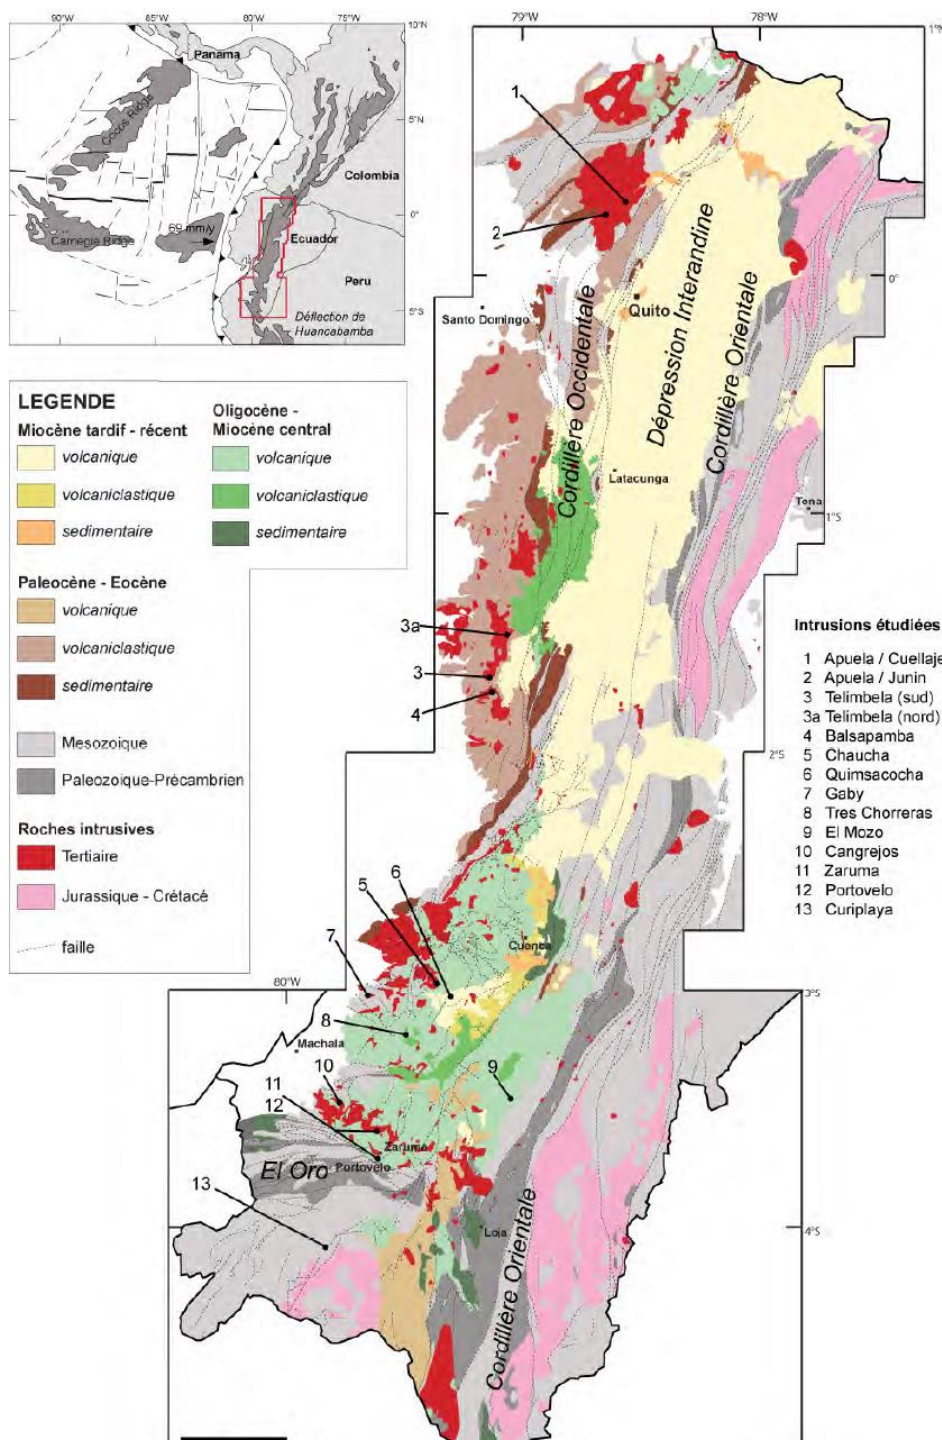 90°W
85°W
80°W
75°W
10°N
Panama
Cocos Ridge
5°N
Colombia
0°
69 mm/y
Carnegie Ridge
Ecuador
Peru
5°S
Déflection de
Huancabamba
LEGENDE
Miocène tardif - récent
volcanique
volcaniclastique
sedimentaire
Oligocène -
Miocène central
volcanique
volcaniclastique
sedimentaire
Paleocène - Eocène
volcanique
volcaniclastique
sedimentaire
Mesozoique
Paleozoique-Précambrien
Roches intrusives
Tertiaire
Jurassique - Crétacé
faille
79°W
78°W
1°N
1
2
0°
Santo Domingo
Quito
Cordillère Occidentale
Dépression Interandine
Cordillère Orientale
Latacunga
Tena
1°S
3a
3
4
2°S
Intrusions étudiées
1 Apuela / Cuellaje
2 Apuela / Junin
3 Telimbela (sud)
3a Telimbela (nord)
4 Balsapamba
5 Chaucha
6 Quimsacocha
7 Gaby
8 Tres Chorreras
9 El Mozo
10 Cangrejos
11 Zaruma
12 Portovelo
13 Curiplaya
6
5
7
Cuenca
80°W
3°S
8
Machala
10
9
11
12
Zaruma
El Oro
Portovelo
13
Loja
4°S
Cordillère Orientale